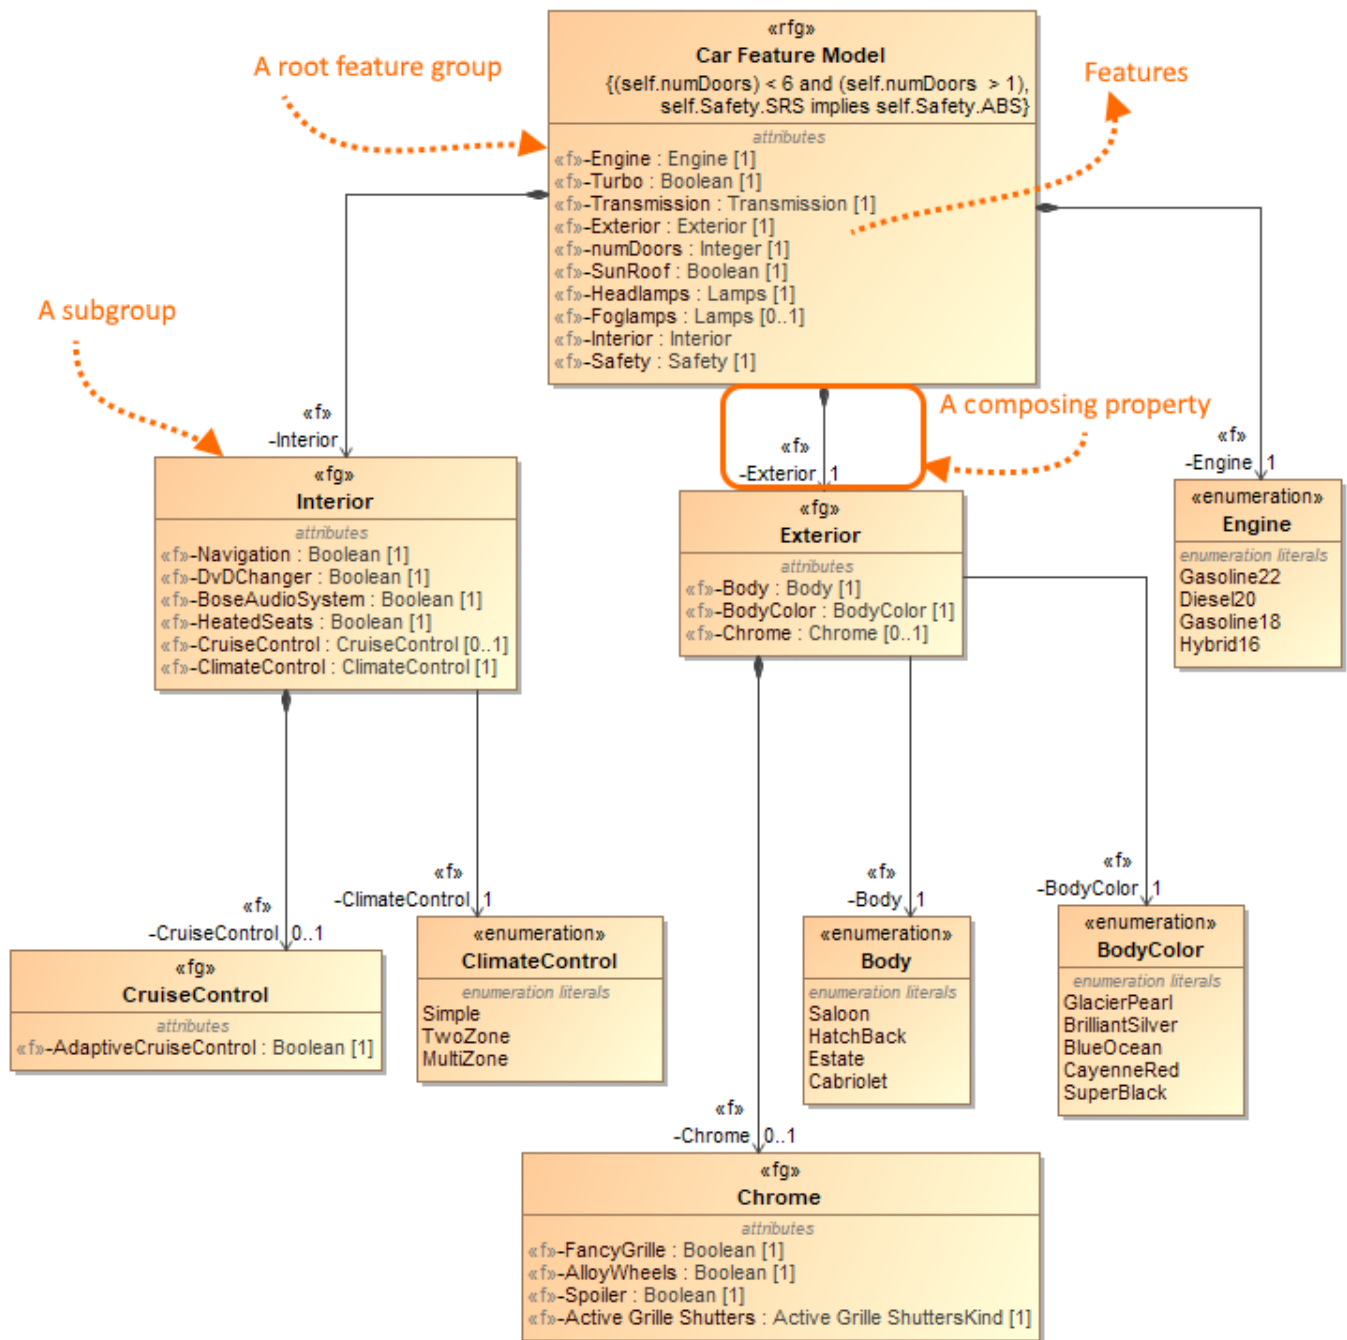 «rfg»
Car Feature Model
{(self.numDoors) < 6 and (self.numDoors > 1),
self.Safety.SRS implies self.Safety.ABS}
attributes
«f»-Engine : Engine [1]
«f»-Turbo : Boolean [1]
«f»-Transmission : Transmission [1]
«f»-Exterior : Exterior [1]
«f»-numDoors : Integer [1]
«f»-SunRoof : Boolean [1]
«f»-Headlamps : Lamps [1]
«f»-Foglamps : Lamps [0..1]
«f»-Interior : Interior
«f»-Safety : Safety [1]
A root feature group
Features
A subgroup
A composing property
«f»
-Interior
«f»
-Exterior 1
«f»
-Engine 1
«fg»
Interior
attributes
«f»-Navigation : Boolean [1]
«f»-DvDChanger : Boolean [1]
«f»-BoseAudioSystem : Boolean [1]
«f»-HeatedSeats : Boolean [1]
«f»-CruiseControl : CruiseControl [0..1]
«f»-ClimateControl : ClimateControl [1]
«fg»
Exterior
attributes
«f»-Body : Body [1]
«f»-BodyColor : BodyColor [1]
«f»-Chrome : Chrome [0..1]
«enumeration»
Engine
enumeration literals
Gasoline22
Diesel20
Gasoline18
Hybrid16
«f»
-CruiseControl 0..1
«f»
-ClimateControl 1
«f»
-Body 1
«f»
-BodyColor 1
«fg»
CruiseControl
attributes
«f»-AdaptiveCruiseControl : Boolean [1]
«enumeration»
ClimateControl
enumeration literals
Simple
TwoZone
MultiZone
«enumeration»
Body
enumeration literals
Saloon
HatchBack
Estate
Cabriolet
«enumeration»
BodyColor
enumeration literals
GlacierPearl
BrilliantSilver
BlueOcean
CayenneRed
SuperBlack
«f»
-Chrome 0..1
«fg»
Chrome
attributes
«f»-FancyGrille : Boolean [1]
«f»-AlloyWheels : Boolean [1]
«f»-Spoiler : Boolean [1]
«f»-Active Grille Shutters : Active Grille ShuttersKind [1]